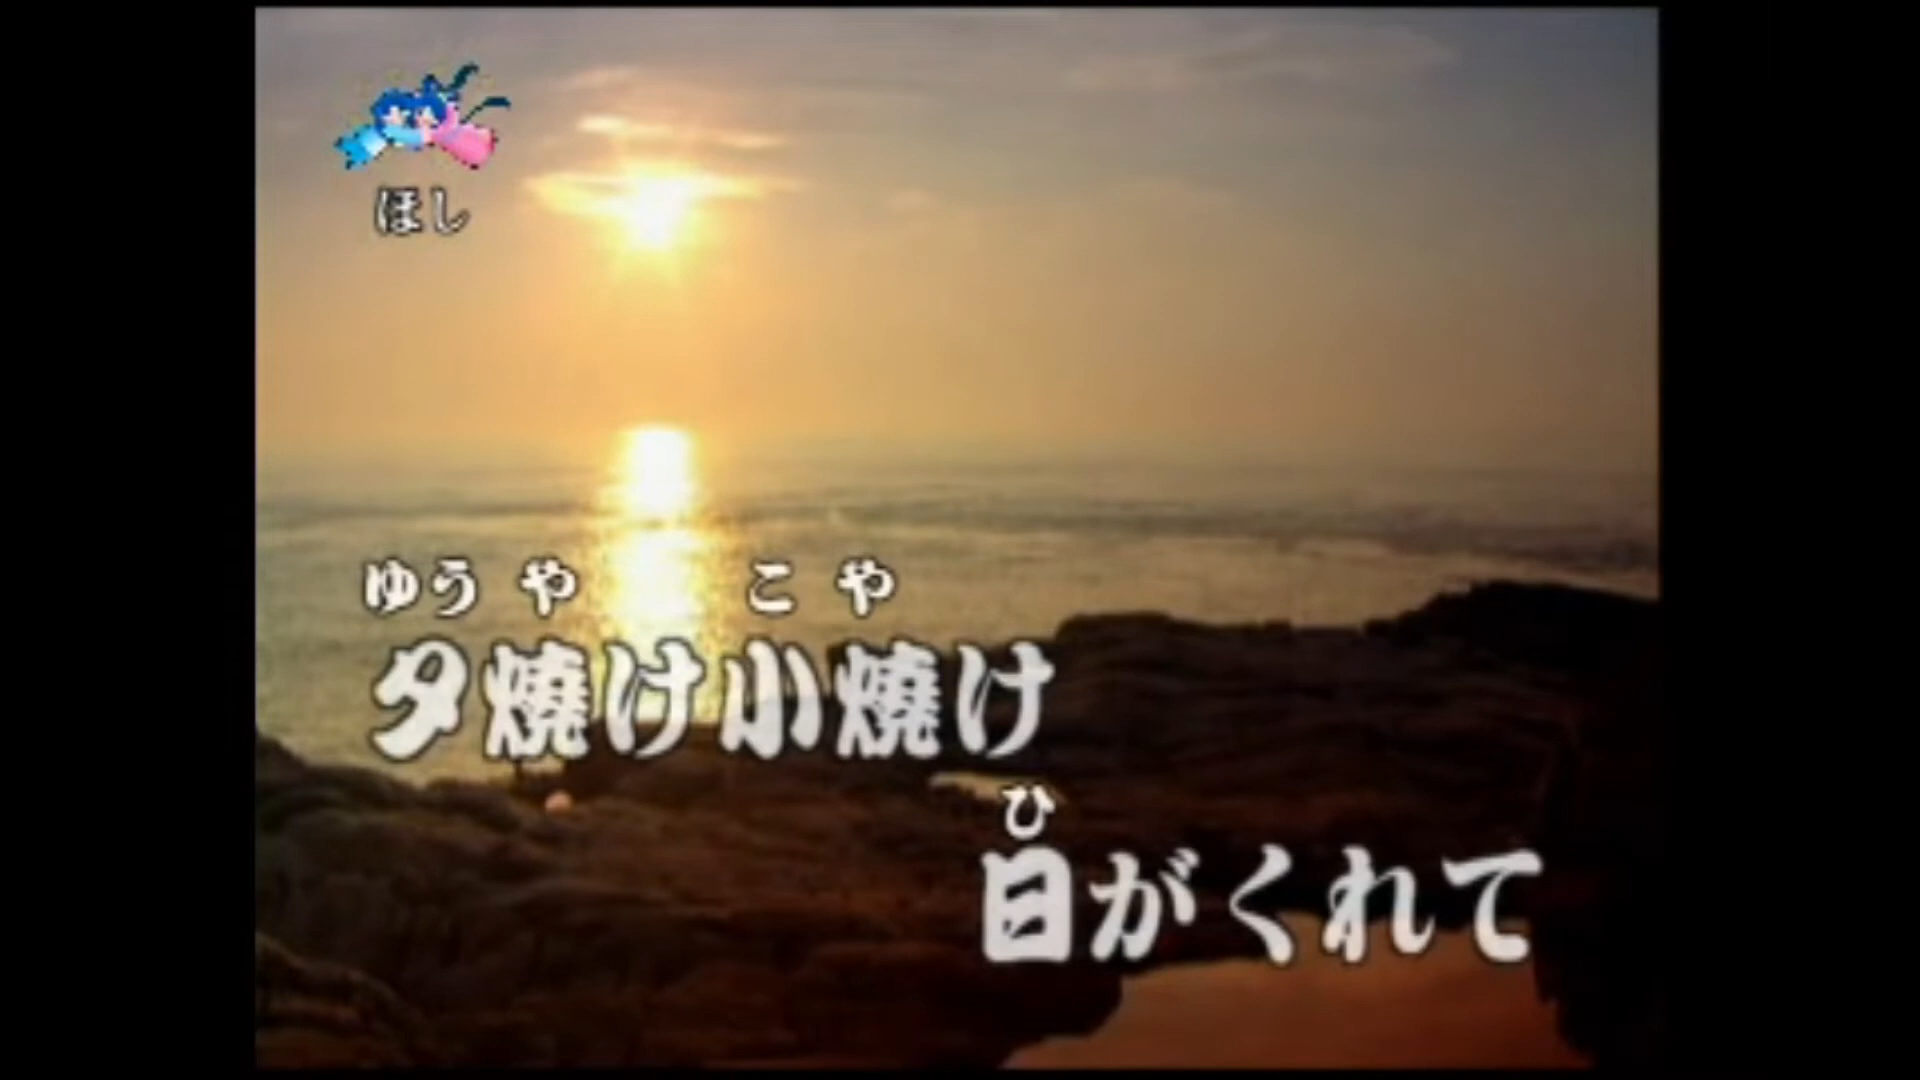 ほし
ゆう や こ や
夕焼け小焼け
ひ
日がくれて